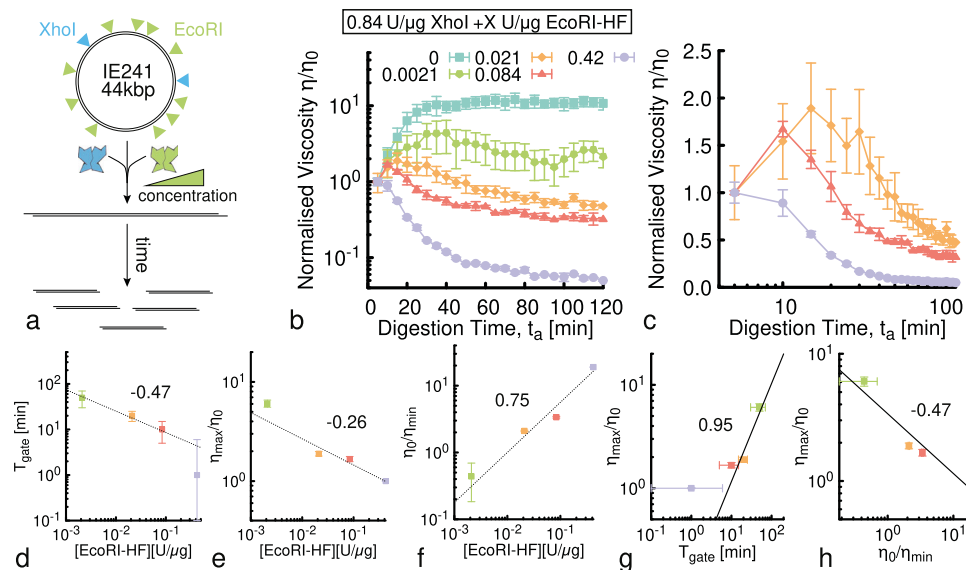 0.84 U/µg XhoI +X U/µg EcoRI-HF
XhoI
EcoRI
IE241
44kbp
concentration
time
a
0
0.021
0.42
0.0021
0.084
Normalised Viscosity η/η0
10^1
10^0
10^-1
0 20 40 60 80 100 120
b
Digestion Time, ta [min]
Normalized Viscosity η/η0
2.5
2.0
1.5
1.0
0.5
0.0
10 100
c
Digestion Time, ta [min]
Tgate [min]
10^2
10^1
10^0
10^-1
-0.47
10^-3 10^-2 10^-1
d
[EcoRI-HF][U/µg]
ηmax/η0
10^1
10^0
-0.26
10^-3 10^-2 10^-1
e
[EcoRI-HF][U/µg]
η0/ηmin
10^1
10^0
10^-1
0.75
10^-3 10^-2 10^-1
f
[EcoRI-HF][U/µg]
ηmax/η0
10^1
10^0
0.95
10^-1 10^0 10^1 10^2
g
Tgate [min]
ηmax/η0
10^1
10^0
-0.47
10^0 10^1
h
η0/ηmin